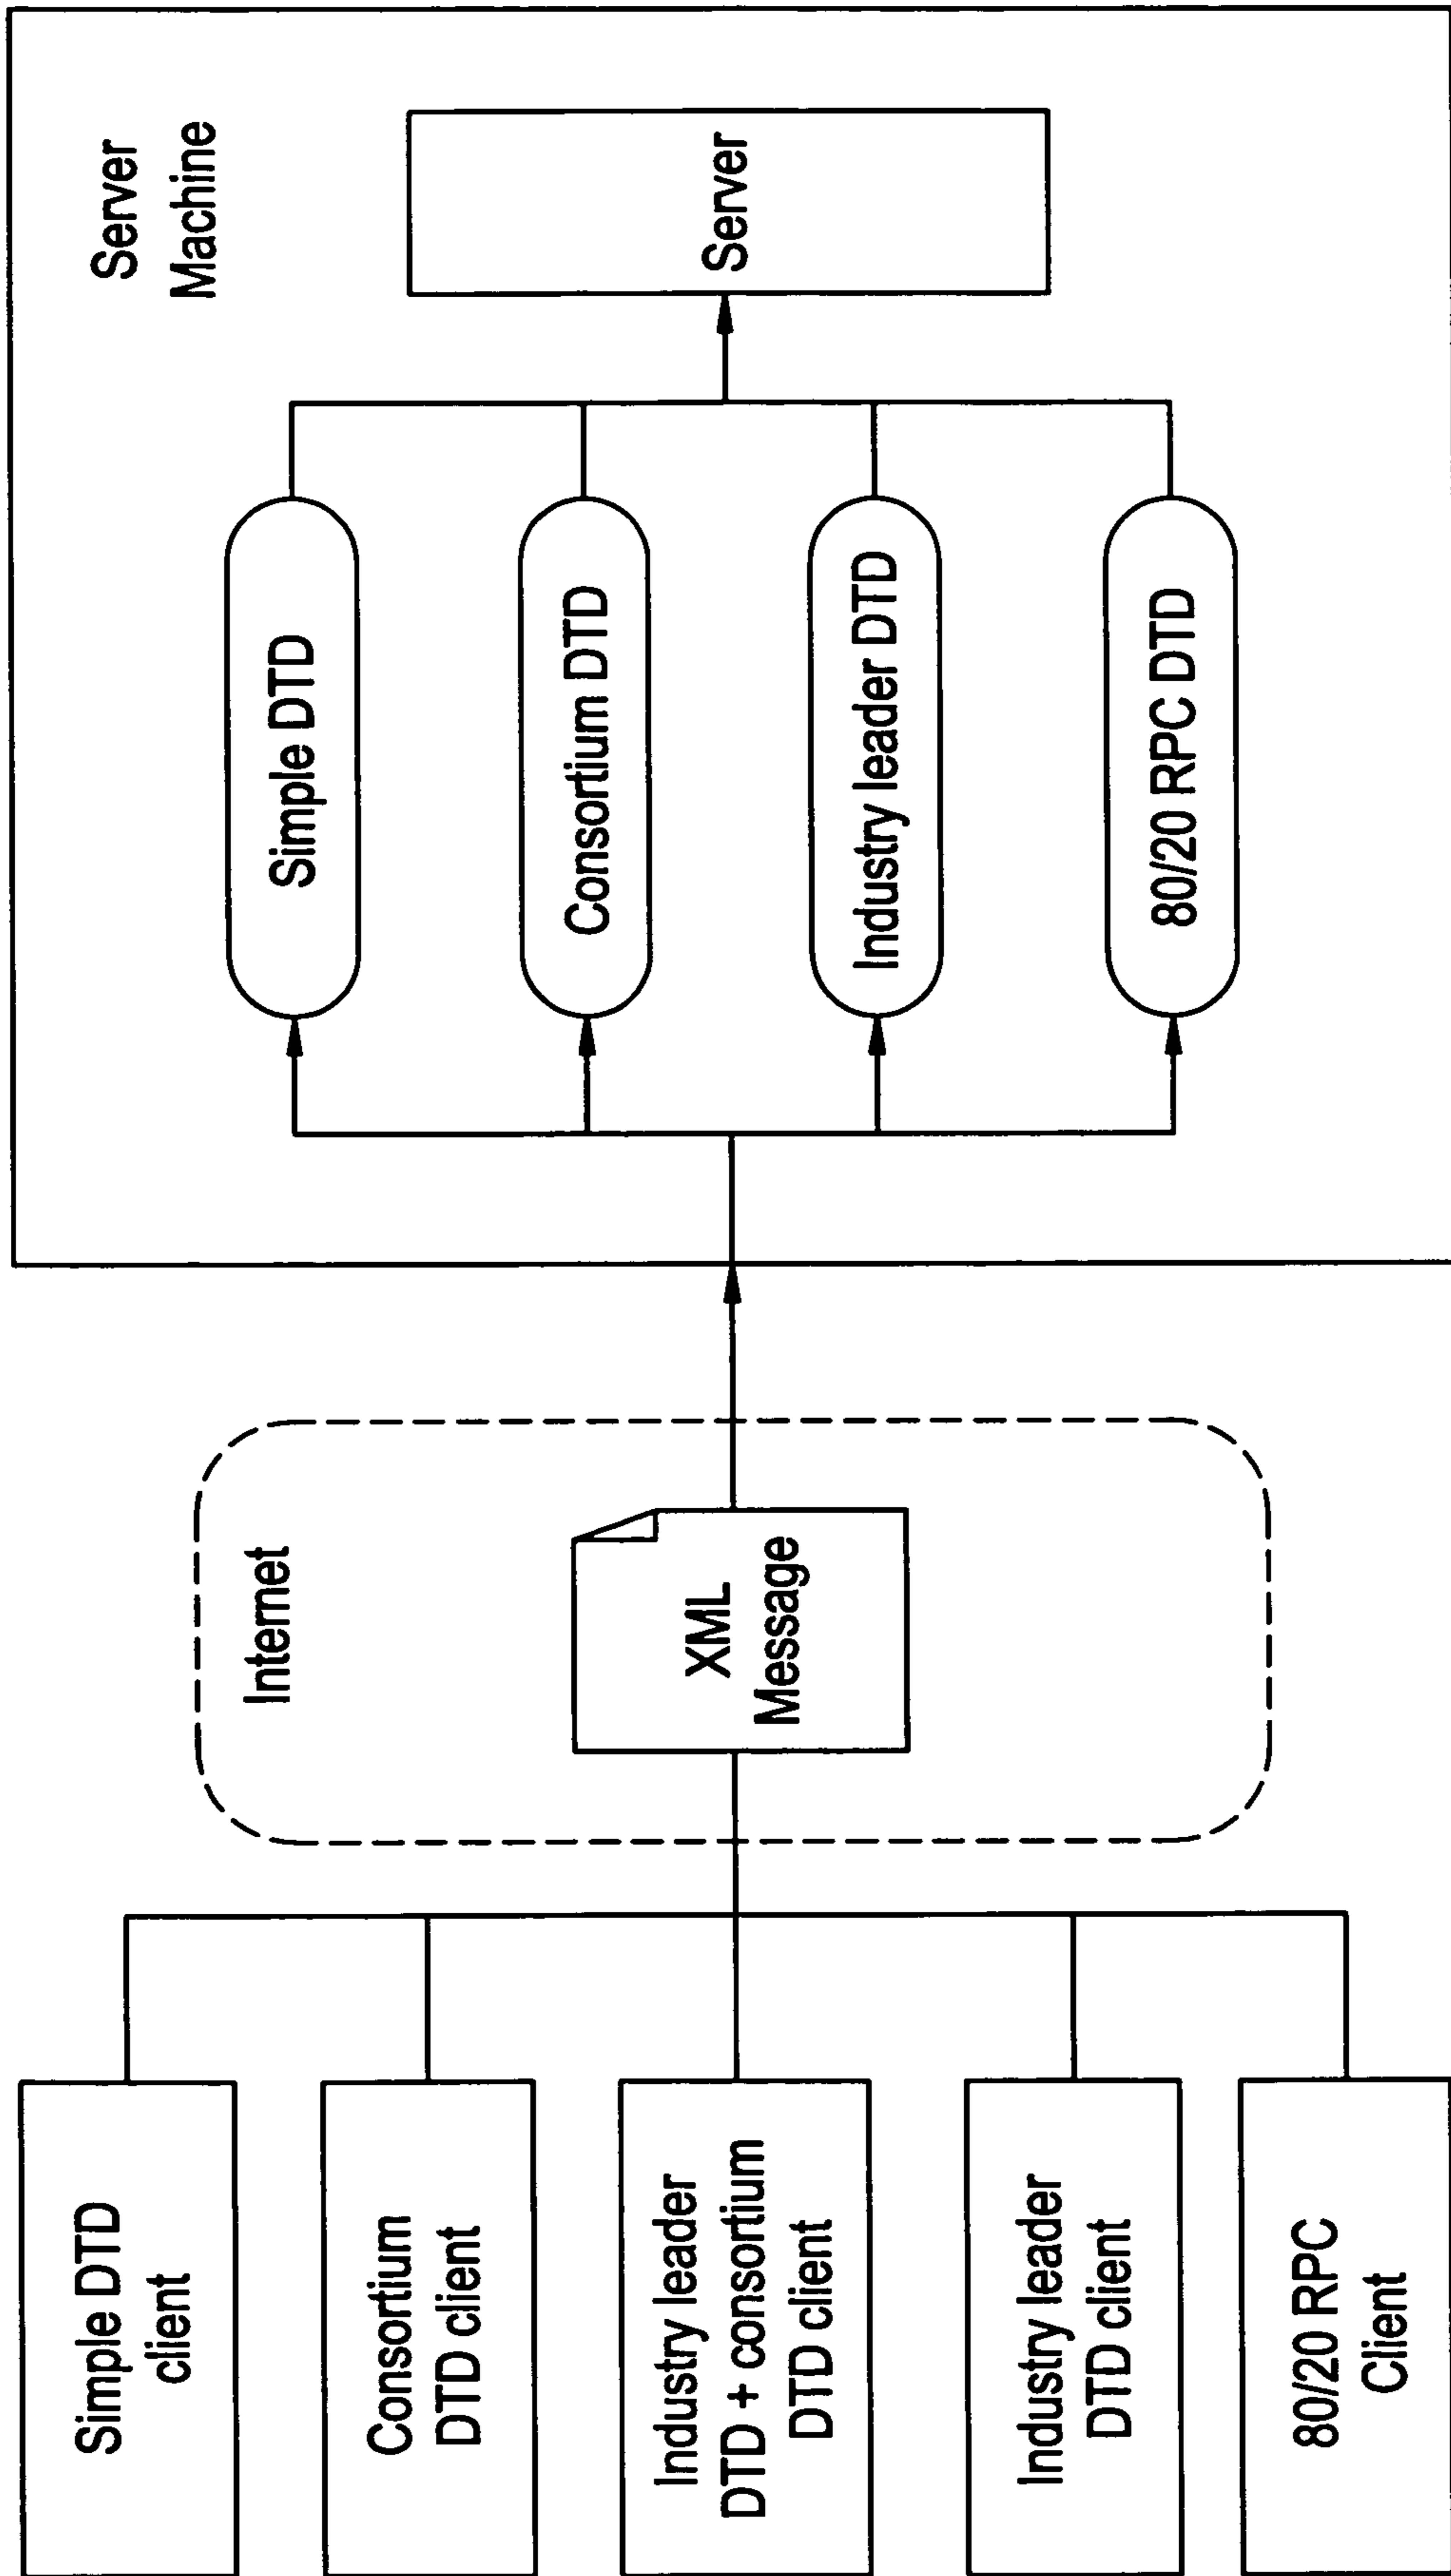 Simple DTD
client
Consortium
DTD client
Industry leader
DTD + consortium
DTD client
Industry leader
DTD client
80/20 RPC
Client
Internet
XML
Message
Server
Machine
Simple DTD
Consortium DTD
Industry leader DTD
80/20 RPC DTD
Server